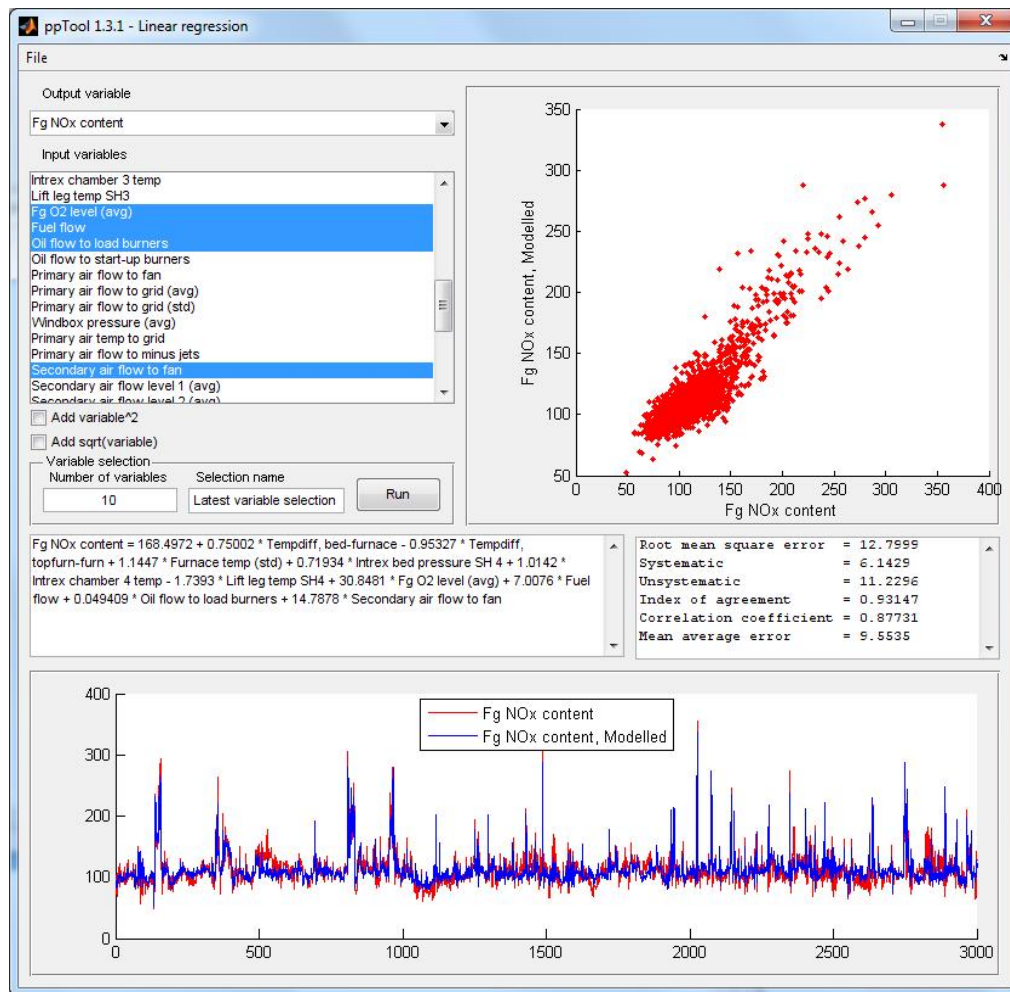 ppTool 1.3.1 - Linear regression
File
Output variable
Fg NOx content
Input variables
Intrex chamber 3 temp
Lift leg temp SH3
Fg O2 level (avg)
Fuel flow
Oil flow to load burners
Oil flow to start-up burners
Primary air flow to fan
Primary air flow to grid (avg)
Primary air flow to grid (std)
Windbox pressure (avg)
Primary air temp to grid
Primary air flow to minus jets
Secondary air flow to fan
Secondary air flow level 1 (avg)
Secondary air flow level 2 (avg)
Add variable^2
Add sqrt(variable)
Variable selection
Number of variables
Selection name
10
Latest variable selection
Run
350
300
250
200
150
100
50
Fg NOx content, Modelled
0
50
100
150
200
250
300
350
400
Fg NOx content
Fg NOx content = 168.4972 + 0.75002 * Tempdiff, bed-furnace - 0.95327 * Tempdiff,
topfurn-furn + 1.1447 * Furnace temp (std) + 0.71934 * Intrex bed pressure SH 4 + 1.0142 *
Intrex chamber 4 temp - 1.7393 * Lift leg temp SH4 + 30.8481 * Fg O2 level (avg) + 7.0076 * Fuel
flow + 0.049409 * Oil flow to load burners + 14.7878 * Secondary air flow to fan
Root mean square error = 12.7999
Systematic = 6.1429
Unsystematic = 11.2296
Index of agreement = 0.93147
Correlation coefficient = 0.87731
Mean average error = 9.5535
400
300
200
100
0
Fg NOx content
Fg NOx content, Modelled
0
500
1000
1500
2000
2500
3000